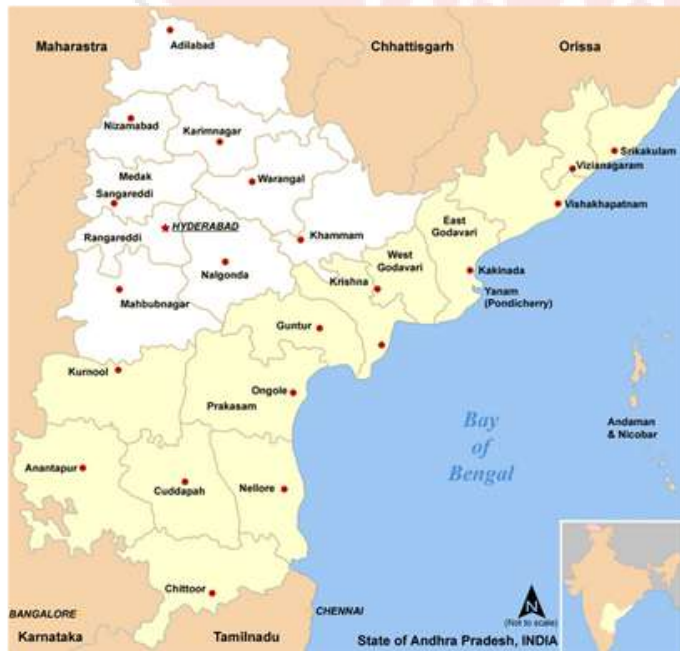 Maharastra
Adilabad
Chhattisgarh
Orissa
Nizamabad
Karimnagar
Srikakulam
Vizianagaram
Medak
Sangareddi
Warangal
Vishakhapatnam
Rangareddi
HYDERABAD
Khammam
East
Godavari
West
Godavari
Nalgonda
Kakinada
Krishna
Yanam
(Pondicherry)
Mahbubnagar
Guntur
Kurnool
Ongole
Prakasam
Bay
of
Bengal
Andaman
& Nicobar
Anantapur
Cuddapah
Nellore
Chittoor
BANGALORE
CHENNAI
N
(Not to scale)
Karnataka
Tamilnadu
State of Andhra Pradesh, INDIA